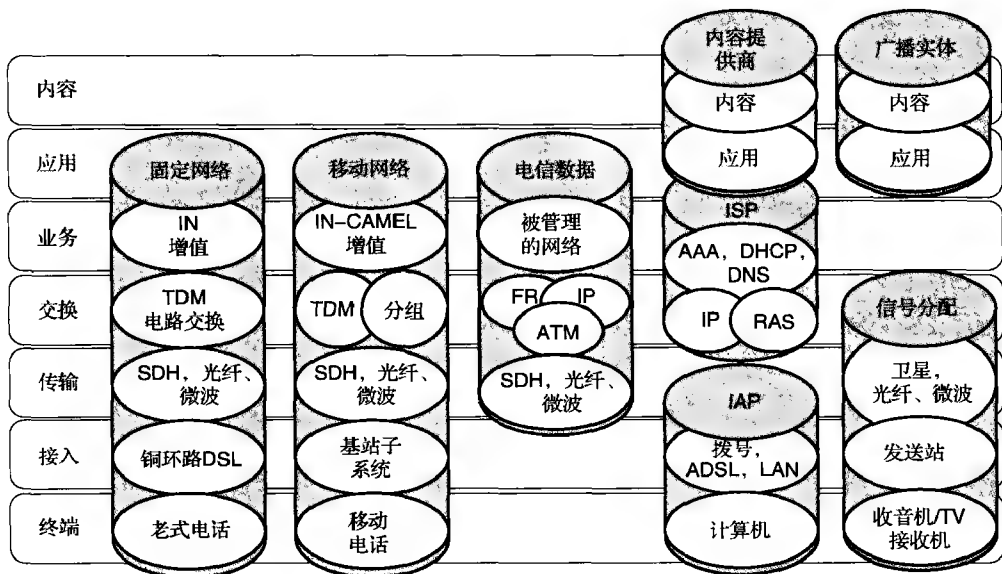 内容
应用
业务
交换
传输
接入
终端
固定网络
IN
增值
TDM
电路交换
SDH，光纤、
微波
铜环路DSL
老式电话
移动网络
IN-CAMEL
增值
TDM
分组
SDH，光纤、
微波
基站子
系统
移动
电话
电信数据
被管理
的网络
FR
IP
ATM
SDH，光纤、
微波
内容提
供商
内容
应用
ISP
AAA，DHCP，
DNS
IP
RAS
IAP
拨号，
ADSL，LAN
计算机
广播实体
内容
应用
信号分配
卫星，
光纤、微波
发送站
收音机/TV
接收机